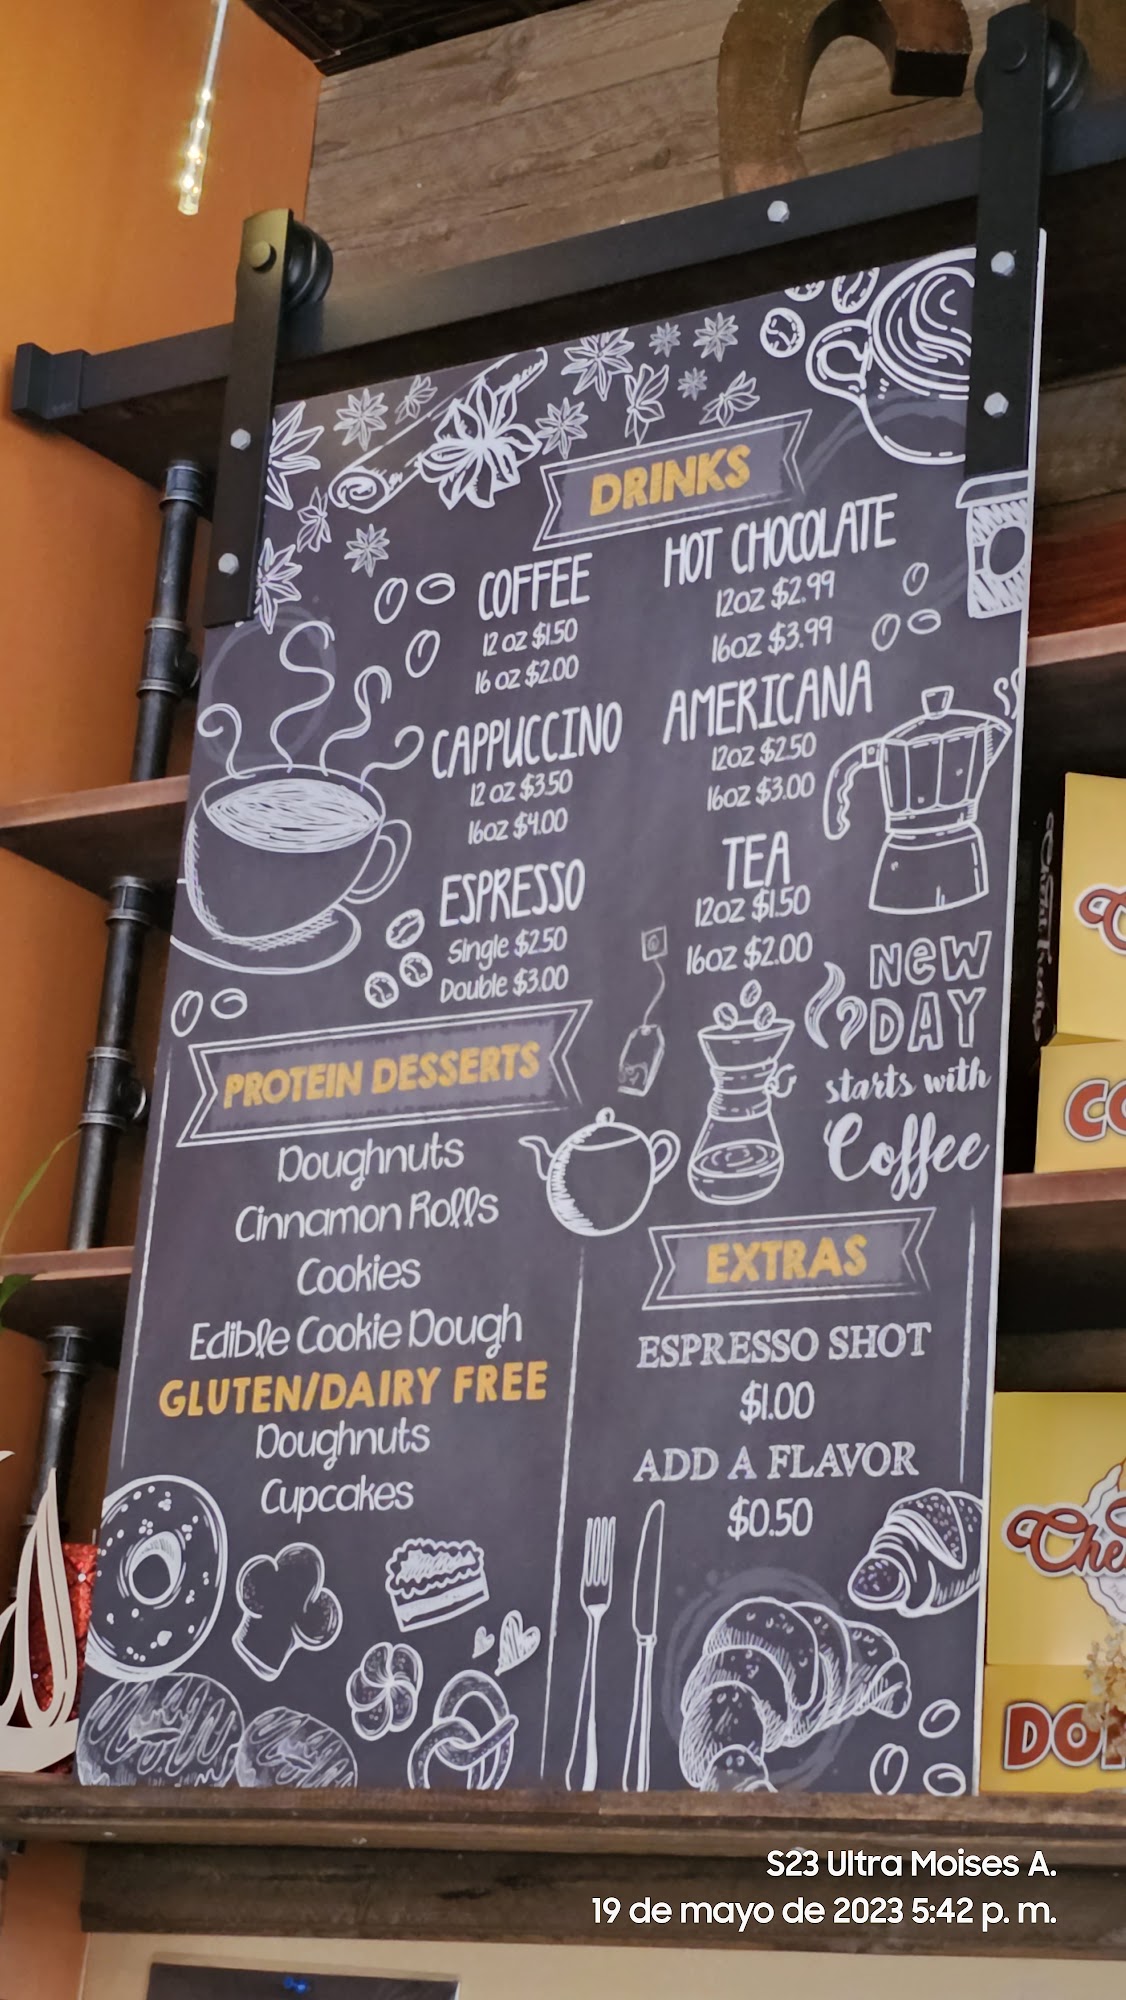 DRINKS
COFFEE
12 oz $1.50
16 oz $2.00
CAPPUCCINO
12 oz $3.50
16oz $4.00
ESPRESSO
Single $2.50
Double $3.00
HOT CHOCOLATE
12oz $2.99
16oz $3.99
AMERICANA
12oz $2.50
16oz $3.00
TEA
12oz $1.50
16oz $2.00
NeW
DAY
starts with
Coffee
PROTEIN DESSERTS
Doughnuts
Cinnamon Rolls
Cookies
Edible Cookie Dough
GLUTEN/DAIRY FREE
Doughnuts
Cupcakes
EXTRAS
ESPRESSO SHOT
$1.00
ADD A FLAVOR
$0.50
S23 Ultra Moises A.
19 de mayo de 2023 5:42 p. m.